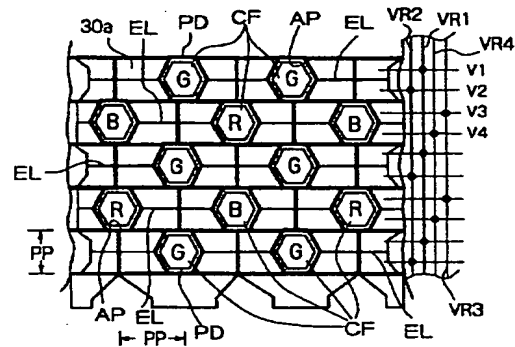 30a EL PD CF AP EL VR2 VR1 VR4
G G V1
V2
B R B V3
V4
EL G G
R B R
PP G G
AP EL PD CF EL VR3
PP